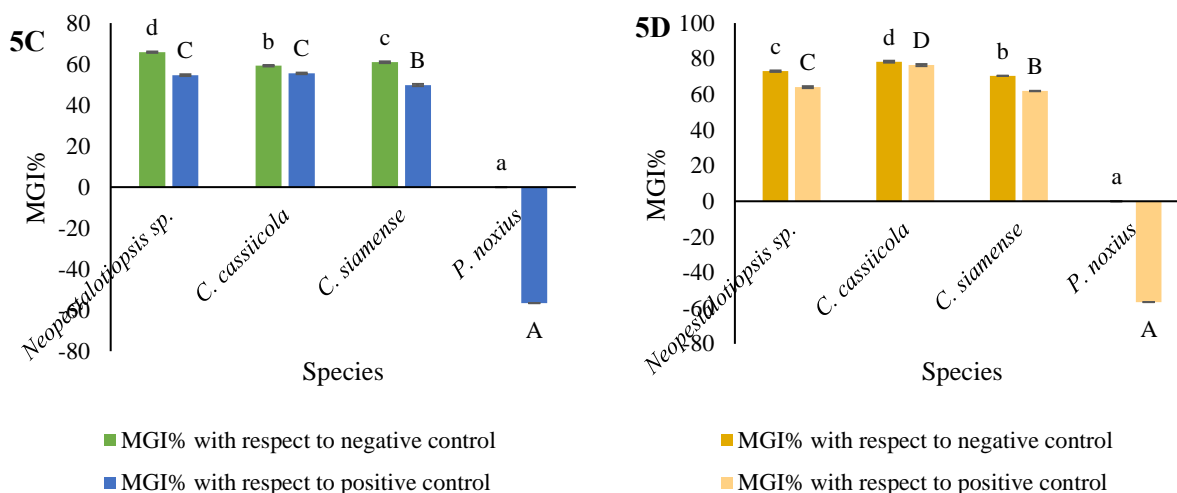 5C
MGI%
80
60
40
20
0
-20
-40
-60
-80
d
C
b
C
c
B
a
A
Neopestalotiopsis sp.
C. cassiicola
C. siamense
P. noxius
Species
MGI% with respect to negative control
MGI% with respect to positive control
5D
MGI%
100
80
60
40
20
0
-20
-40
-60
-80
c
C
d
D
b
B
a
A
Neopestalotiopsis sp.
C. cassiicola
C. siamense
P. noxius
Species
MGI% with respect to negative control
MGI% with respect to positive control